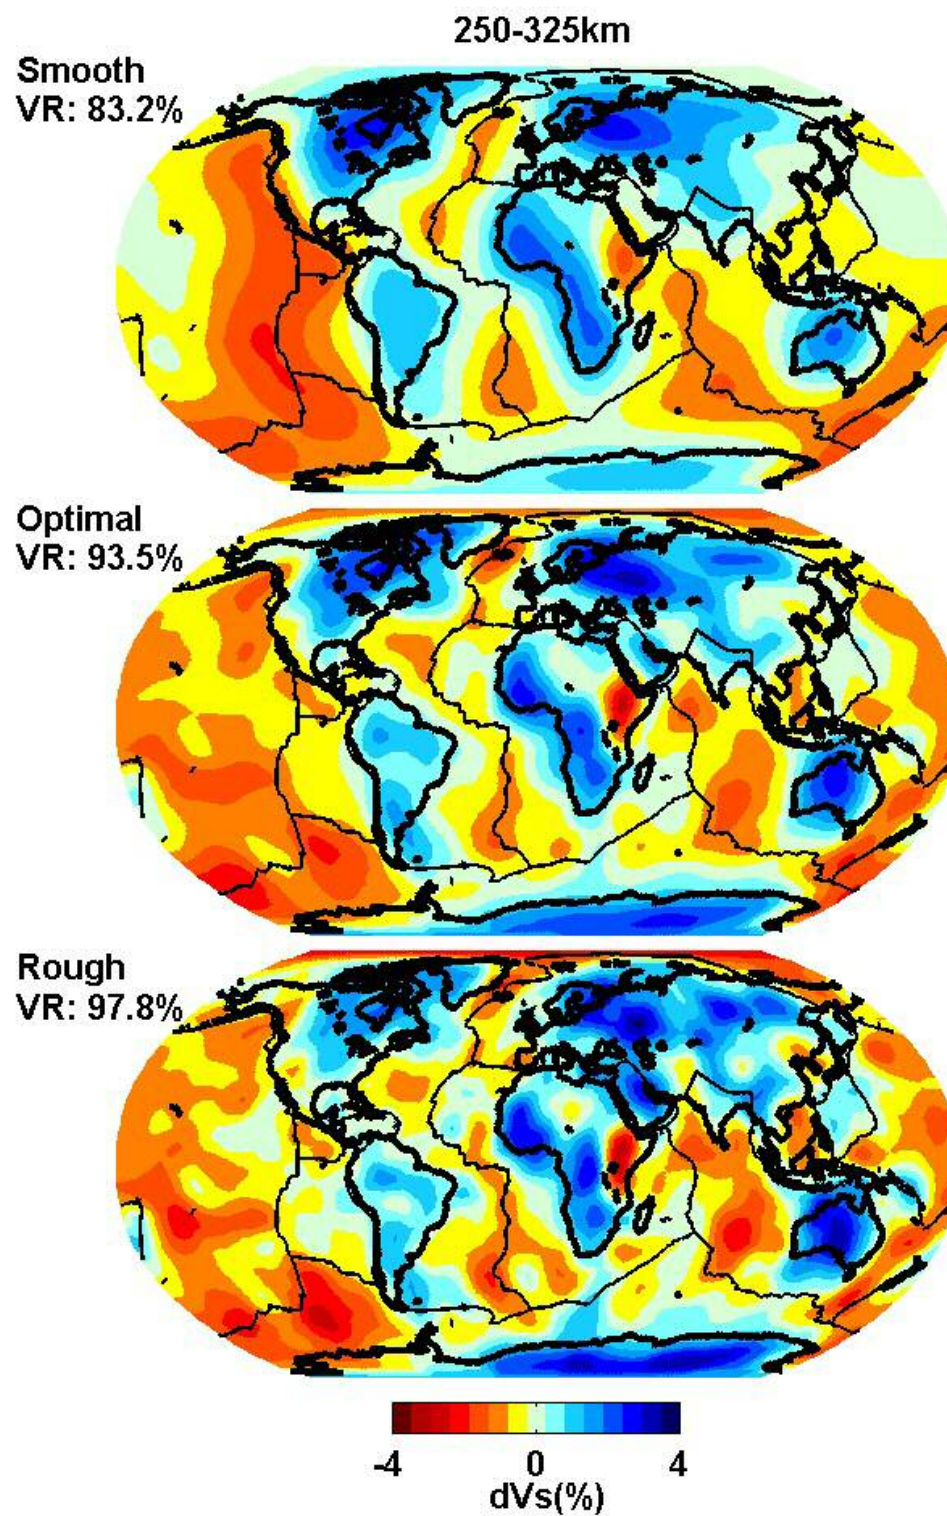 250-325km
Smooth
VR: 83.2%
Optimal
VR: 93.5%
Rough
VR: 97.8%
-4 0 4
dVs(%)